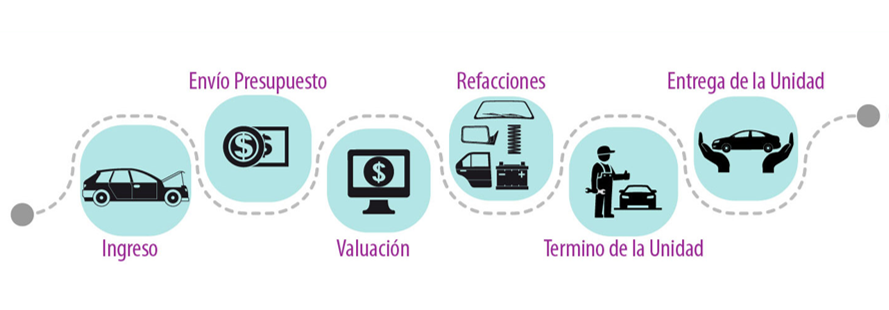 Ingreso
Envío Presupuesto
Valuación
Refacciones
Termino de la Unidad
Entrega de la Unidad